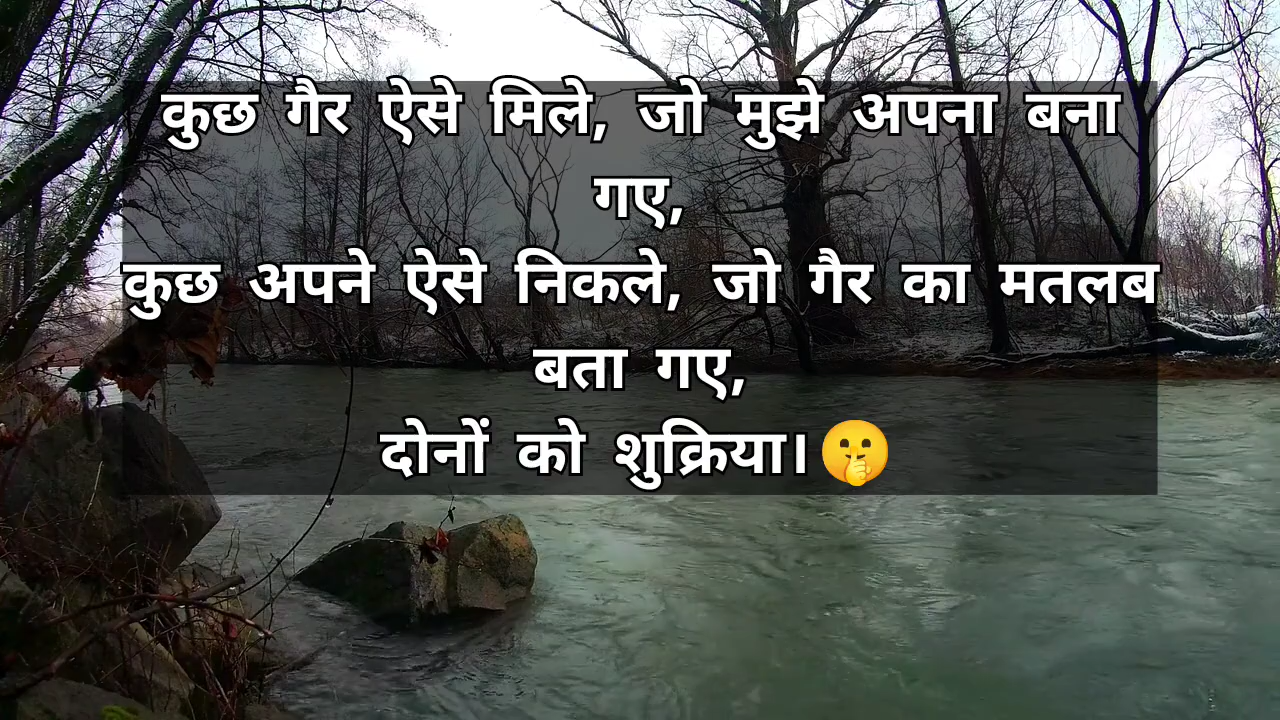 कुछ गैर ऐसे मिले, जो मुझे अपना बना
गए,
कुछ अपने ऐसे निकले, जो गैर का मतलब
बता गए,
दोनों को शुक्रिया।🤫